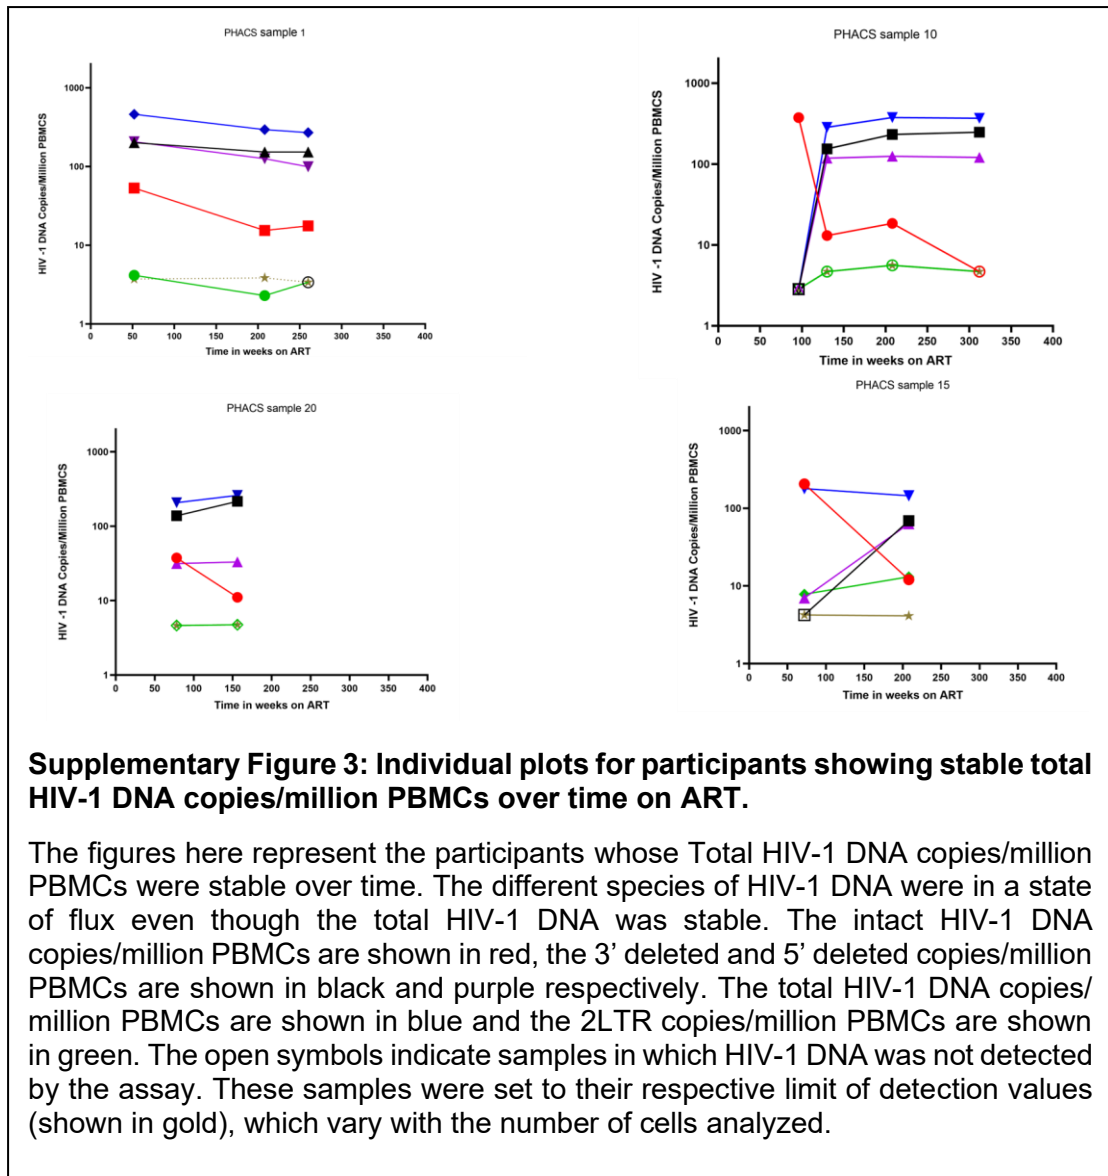 PHACS sample 1
HIV -1 DNA Copies/Million PBMCS
1000
100
10
1
0 50 100 150 200 250 300 350 400
Time in weeks on ART
PHACS sample 10
HIV -1 DNA Copies/Million PBMCS
1000
100
10
1
0 50 100 150 200 250 300 350 400
Time in weeks on ART
PHACS sample 20
HIV -1 DNA Copies/Million PBMCS
1000
100
10
1
0 50 100 150 200 250 300 350 400
Time in weeks on ART
PHACS sample 15
HIV -1 DNA Copies/Million PBMCS
1000
100
10
1
0 50 100 150 200 250 300 350 400
Time in weeks on ART
Supplementary Figure 3: Individual plots for participants showing stable total
HIV-1 DNA copies/million PBMCs over time on ART.
The figures here represent the participants whose Total HIV-1 DNA copies/million
PBMCs were stable over time. The different species of HIV-1 DNA were in a state
of flux even though the total HIV-1 DNA was stable. The intact HIV-1 DNA
copies/million PBMCs are shown in red, the 3’ deleted and 5’ deleted copies/million
PBMCs are shown in black and purple respectively. The total HIV-1 DNA copies/
million PBMCs are shown in blue and the 2LTR copies/million PBMCs are shown
in green. The open symbols indicate samples in which HIV-1 DNA was not detected
by the assay. These samples were set to their respective limit of detection values
(shown in gold), which vary with the number of cells analyzed.